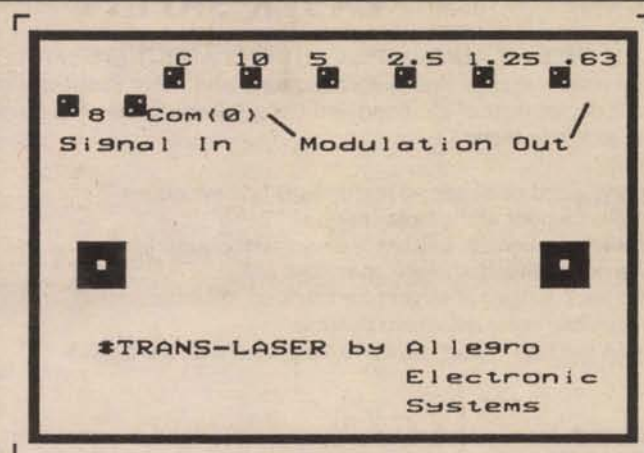 C 10 5 2.5 1.25 .63
8 Com(0)
Signal In Modulation Out
*TRANS-LASER by Allegro
Electronic
Systems